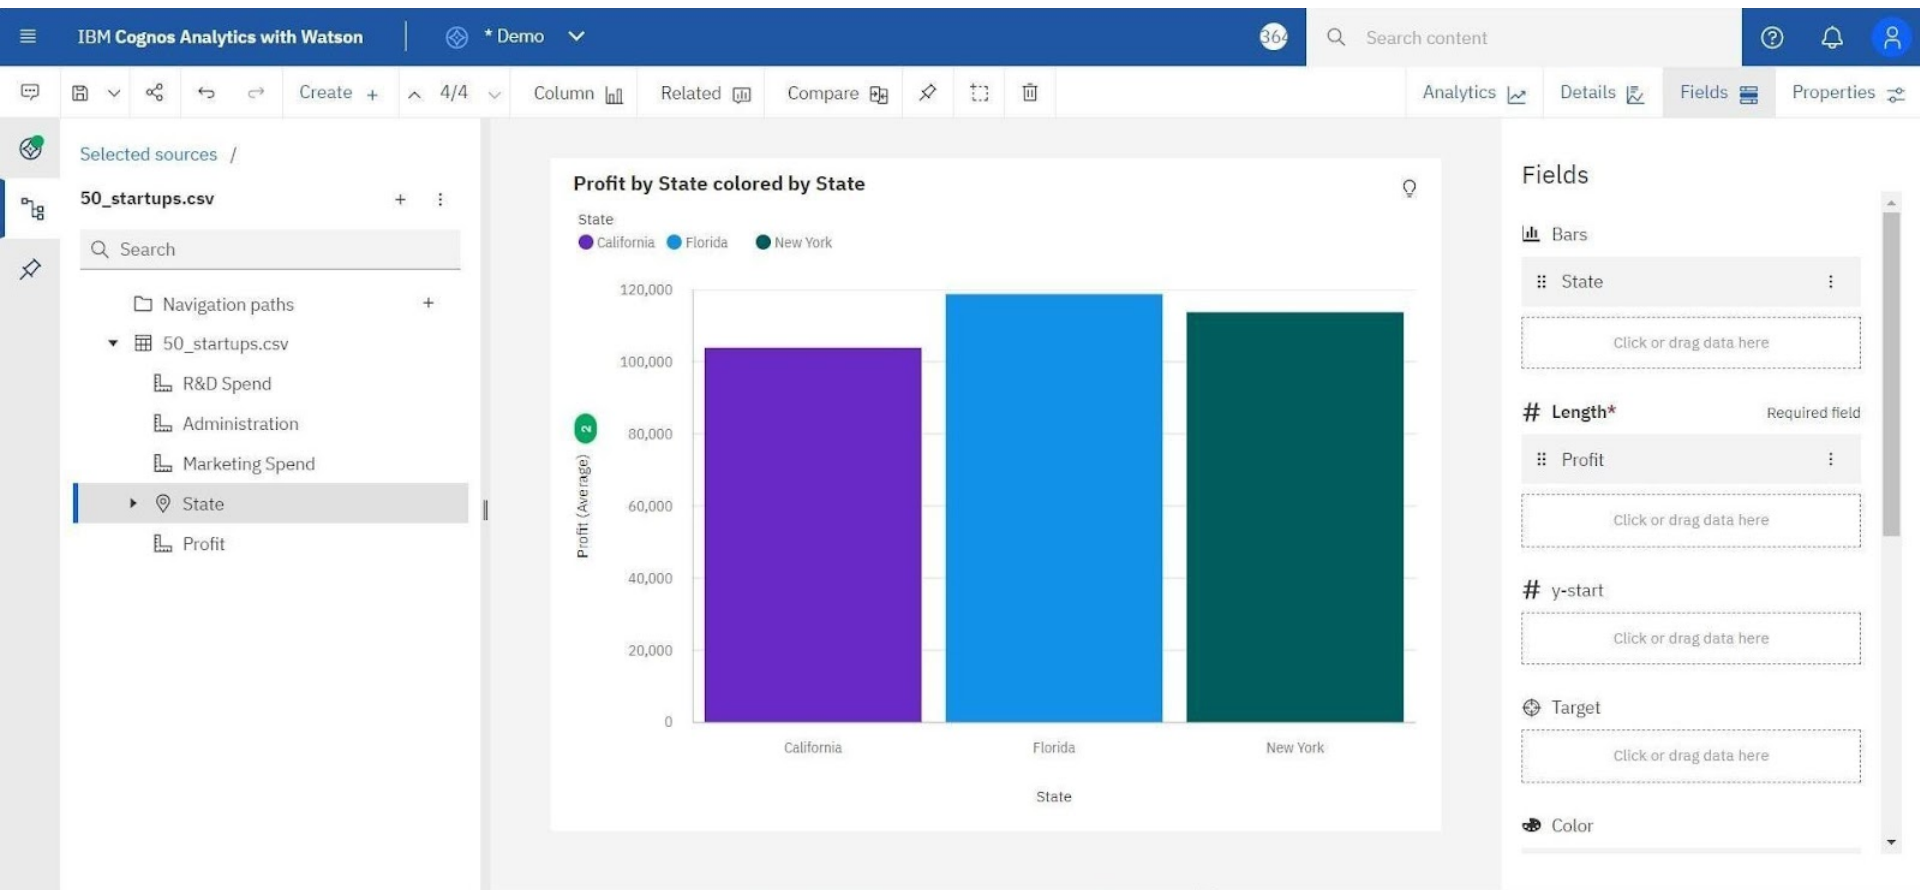 IBM Cognos Analytics with Watson
* Demo
364
Search content
Create +
4/4
Column
Related
Compare
Analytics
Details
Fields
Properties
Selected sources /
50_startups.csv
Search
Navigation paths
50_startups.csv
R&D Spend
Administration
Marketing Spend
State
Profit
Profit by State colored by State
State
California
Florida
New York
120,000
100,000
80,000
60,000
40,000
20,000
0
2
Profit (Average)
California
Florida
New York
State
Fields
Bars
State
Click or drag data here
# Length*
Required field
Profit
Click or drag data here
# y-start
Click or drag data here
Target
Click or drag data here
Color